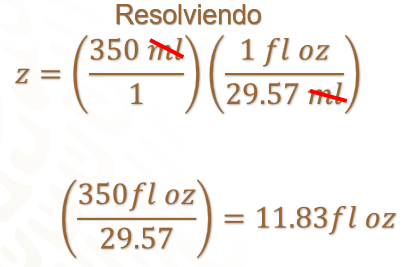 Resolviendo
z = (350 ml / 1) (1 fl oz / 29.57 ml)
(350fl oz / 29.57) = 11.83fl oz